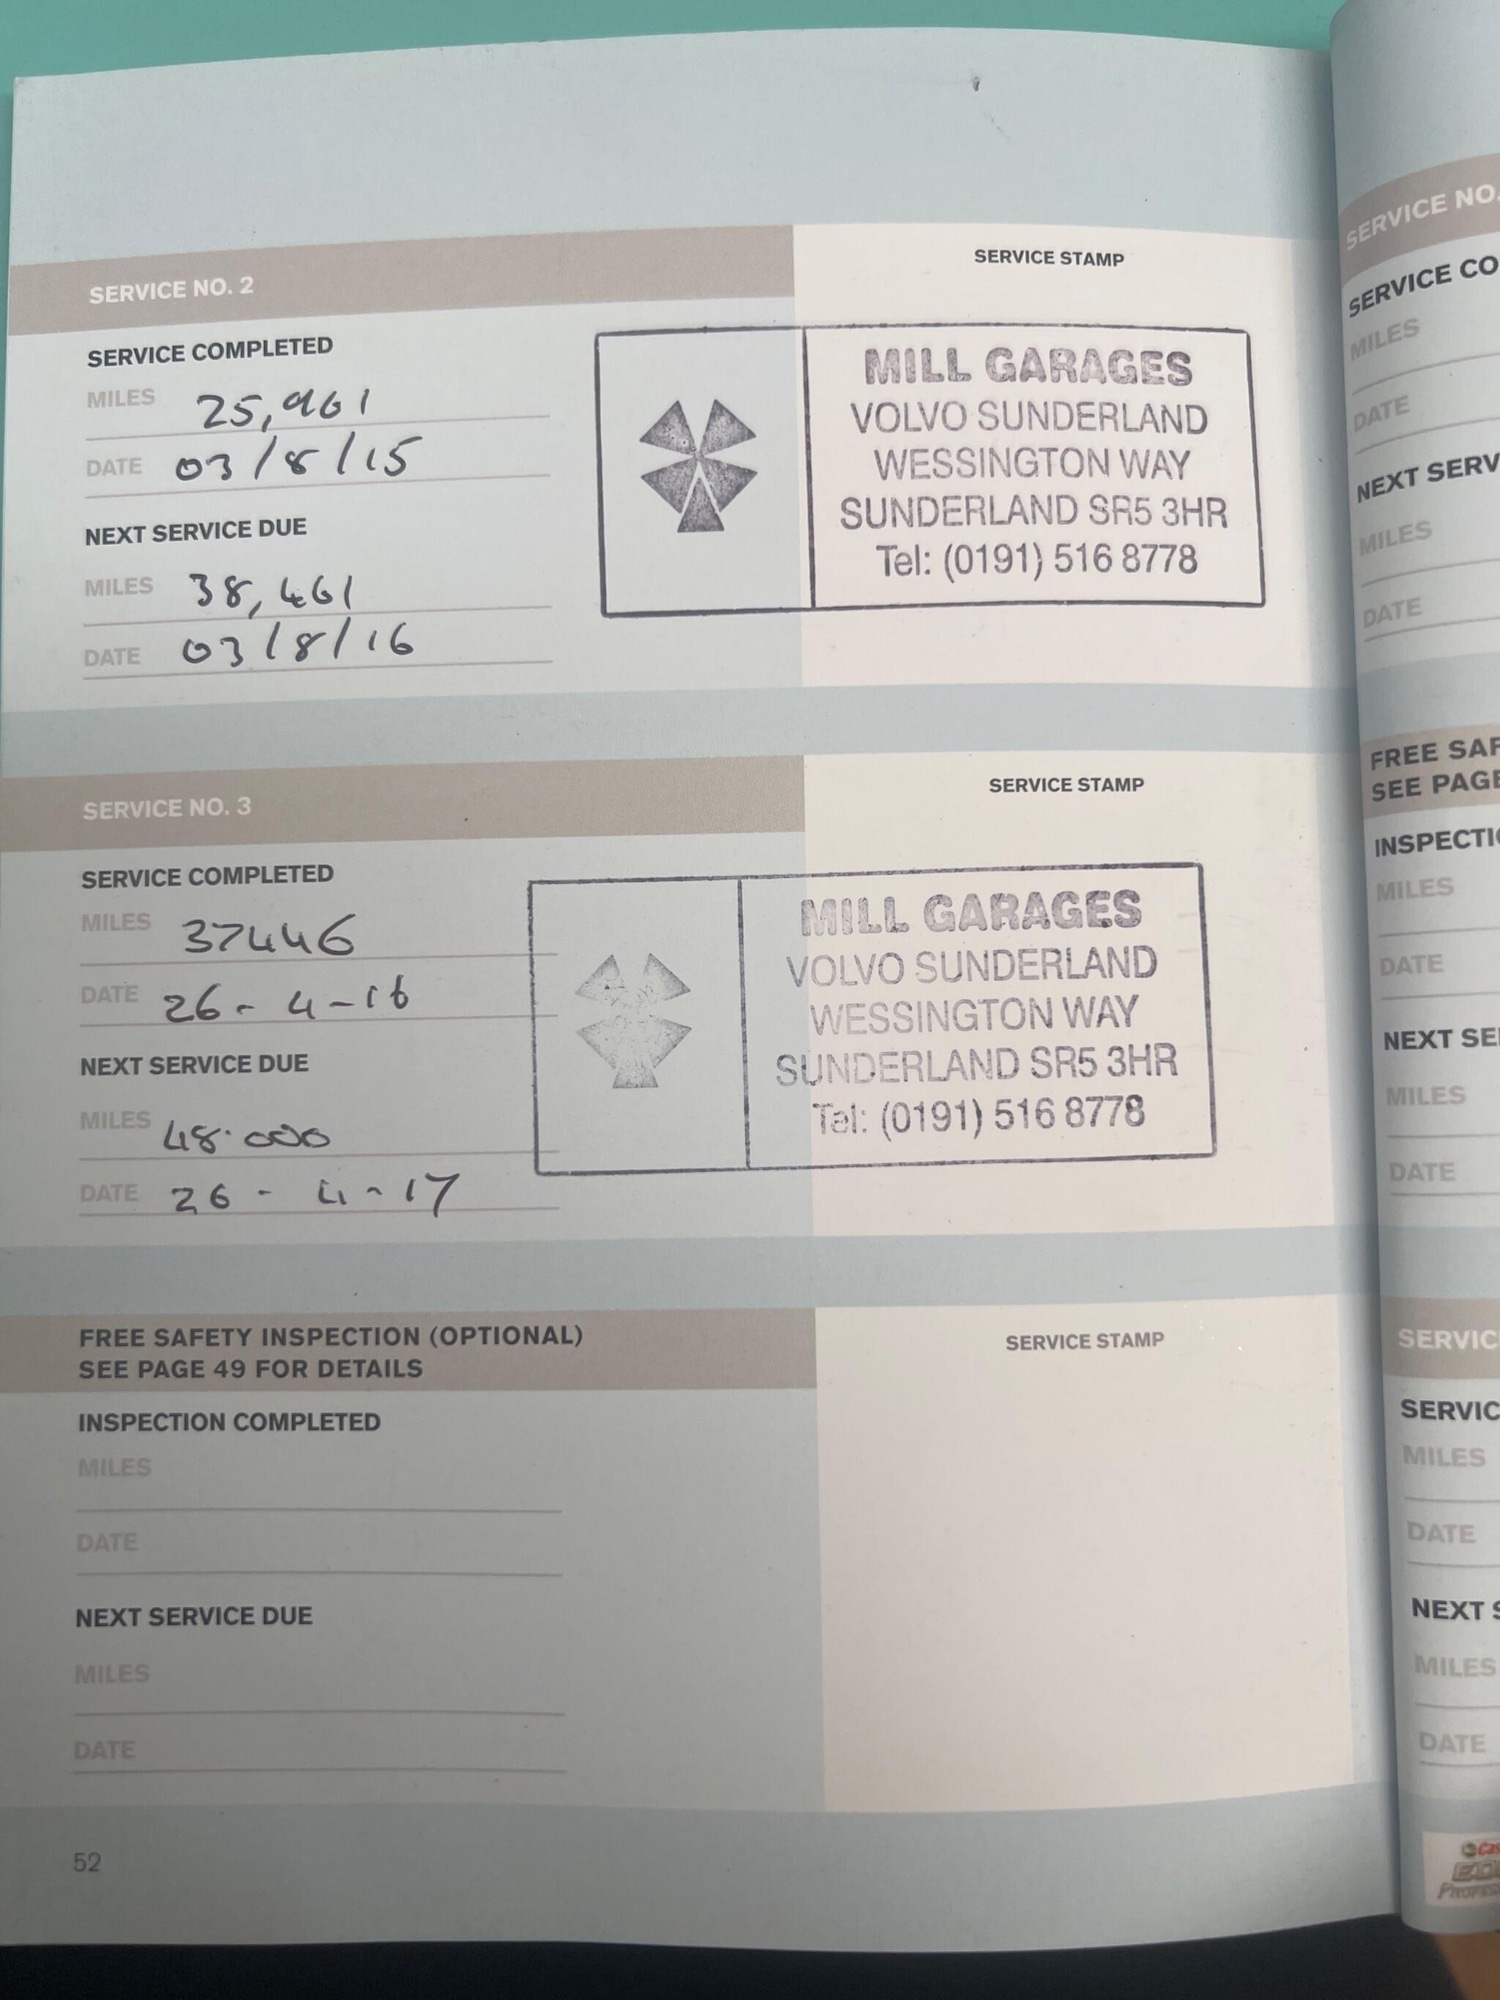 SERVICE NO. 2
SERVICE STAMP
SERVICE COMPLETED
MILES 25,961
DATE 03/8/15
NEXT SERVICE DUE
MILES 38,461
DATE 03/8/16
MILL GARAGES
VOLVO SUNDERLAND
WESSINGTON WAY
SUNDERLAND SR5 3HR
Tel: (0191) 516 8778
SERVICE NO. 3
SERVICE STAMP
SERVICE COMPLETED
MILES 37446
DATE 26-4-16
NEXT SERVICE DUE
MILES 48.000
DATE 26-4-17
MILL GARAGES
VOLVO SUNDERLAND
WESSINGTON WAY
SUNDERLAND SR5 3HR
Tel: (0191) 516 8778
FREE SAFETY INSPECTION (OPTIONAL)
SEE PAGE 49 FOR DETAILS
SERVICE STAMP
INSPECTION COMPLETED
MILES
DATE
NEXT SERVICE DUE
MILES
DATE
52
SERVICE NO.
SERVICE CO
MILES
DATE
NEXT SERV
MILES
DATE
FREE SAF
SEE PAGE
INSPECTI
MILES
DATE
NEXT SE
MILES
DATE
SERVIC
SERVIC
MILES
DATE
NEXT S
MILES
DATE